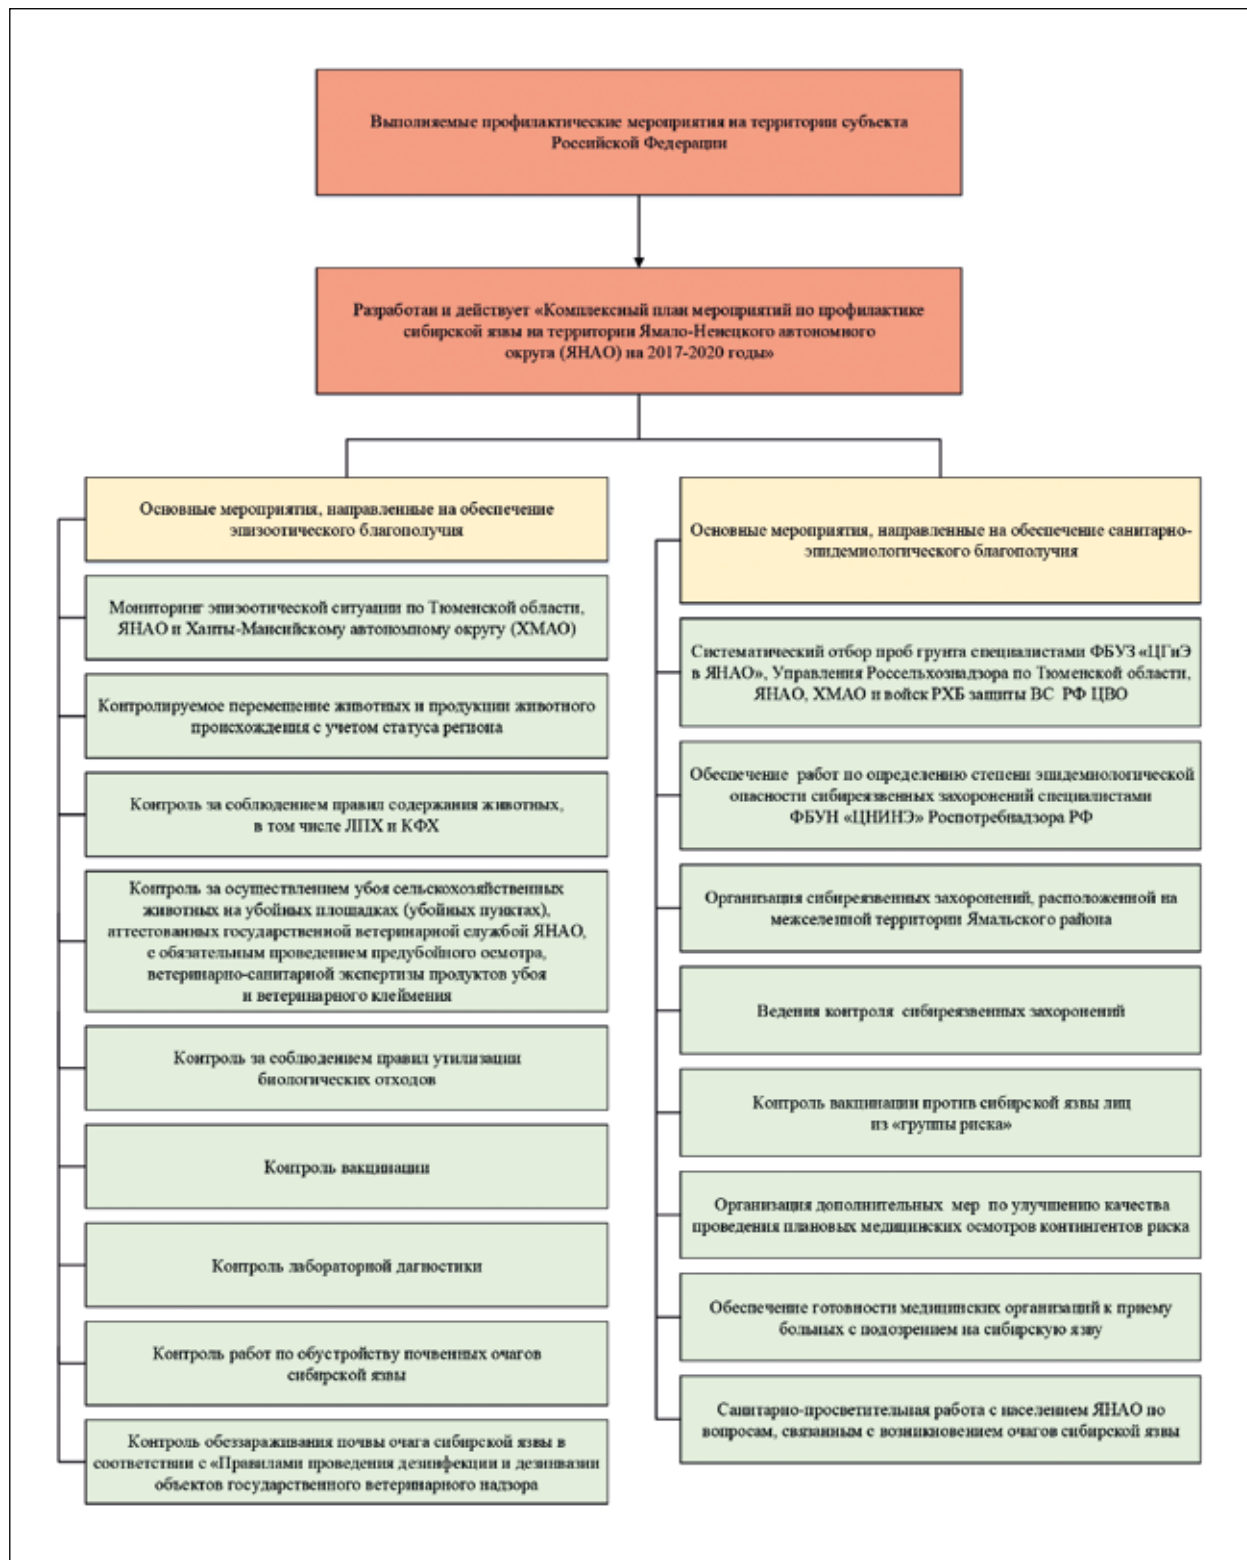 Выполняемые профилактические мероприятия на территории субъекта
Российской Федерации
Разработан и действует «Комплексный план мероприятий по профилактике
сибирской язвы на территории Ямало-Ненецкого автономного
округа (ЯНАО) на 2017-2020 годы»
Основные мероприятия, направленные на обеспечение
эпизоотического благополучия
Мониторинг эпизоотической ситуации по Тюменской области,
ЯНАО и Ханты-Мансийскому автономному округу (ХМАО)
Контролируемое перемещение животных и продукции животного
происхождения с учетом статуса региона
Контроль за соблюдением правил содержания животных,
в том числе ЛПХ и КФХ
Контроль за осуществлением убоя сельскохозяйственных
животных на убойных площадках (убойных пунктах),
аттестованных государственной ветеринарной службой ЯНАО,
с обязательным проведением предубойного осмотра,
ветеринарно-санитарной экспертизы продуктов убоя
и ветеринарного клеймения
Контроль за соблюдением правил утилизации
биологических отходов
Контроль вакцинации
Контроль лабораторной дагностики
Контроль работ по обустройству почвенных очагов
сибирской язвы
Контроль обеззараживания почвы очага сибирской язвы в
соответствии с «Правилами проведения дезинфекции и дезинвазии
объектов государственного ветеринарного надзора
Основные мероприятия, направленные на обеспечение санитарно-
эпидемиологического благополучия
Систематический отбор проб грунта специалистами ФБУЗ «ЦГиЭ
в ЯНАО», Управления Россельхознадзора по Тюменской области,
ЯНАО, ХМАО и войск РХБ защиты ВС РФ ЦВО
Обеспечение работ по определению степени эпидемиологической
опасности сибиреязвенных захоронений специалистами
ФБУН «ЦНИНЭ» Роспотребнадзора РФ
Организация сибиреязвенных захоронений, расположенной на
межселенной территории Ямальского района
Ведения контроля сибиреязвенных захоронений
Контроль вакцинации против сибирской язвы лиц
из «группы риска»
Организация дополнительных мер по улучшению качества
проведения плановых медицинских осмотров контингентов риска
Обеспечение готовности медицинских организаций к приему
больных с подозрением на сибирскую язву
Санитарно-просветительная работа с населением ЯНАО по
вопросам, связанным с возникновением очагов сибирской язвы